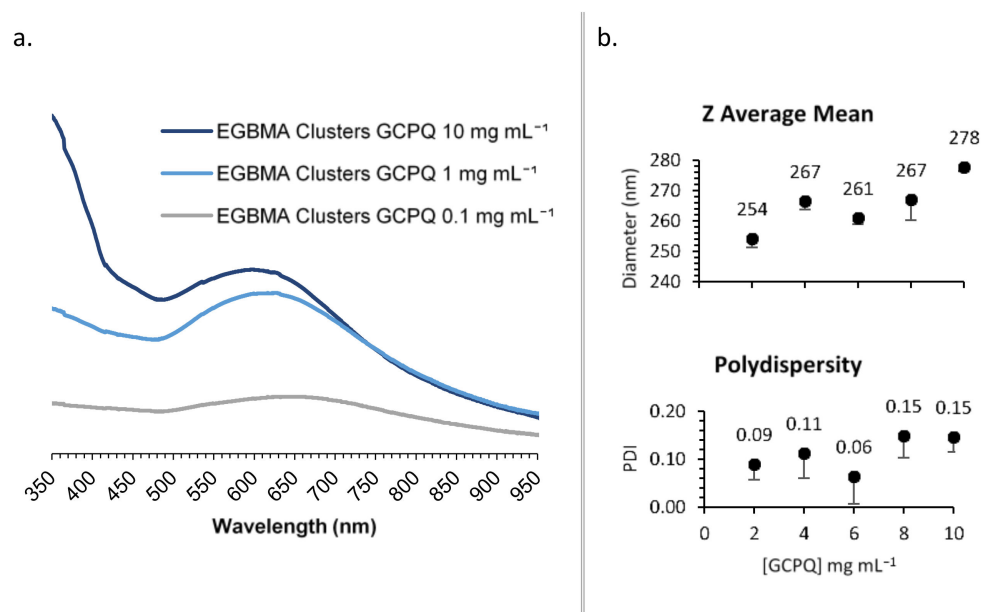 a.
EGBMA Clusters GCPQ 10 mg mL⁻¹
EGBMA Clusters GCPQ 1 mg mL⁻¹
EGBMA Clusters GCPQ 0.1 mg mL⁻¹
350 400 450 500 550 600 650 700 750 800 850 900 950
Wavelength (nm)
b.
Z Average Mean
Diameter (nm)
280
270
260
250
240
254 267 261 267 278
Polydispersity
PDI
0.20
0.10
0.00
0.09 0.11 0.06 0.15 0.15
0 2 4 6 8 10
[GCPQ] mg mL⁻¹